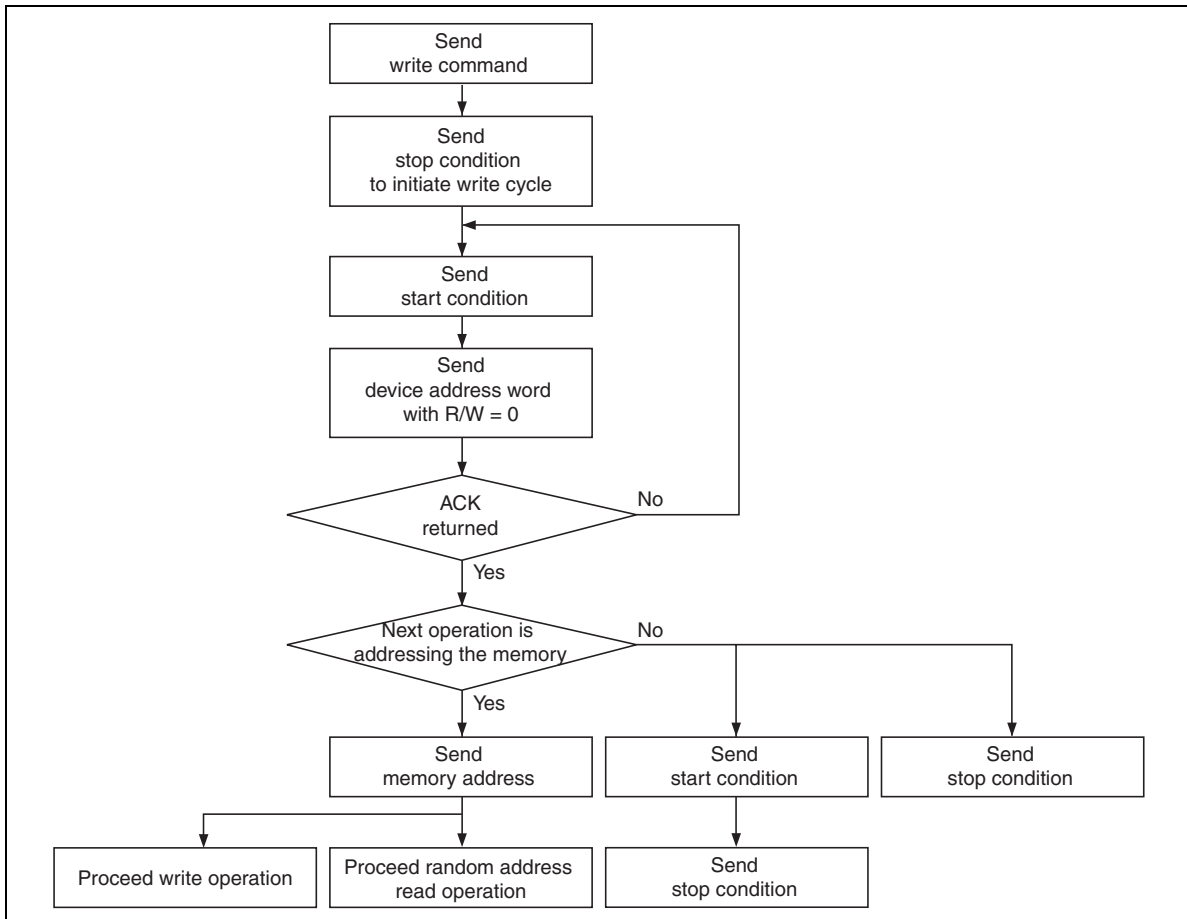 Send
write command
Send
stop condition
to initiate write cycle
Send
start condition
Send
device address word
with R/W = 0
ACK
returned
No
Yes
Next operation is
addressing the memory
No
Yes
Send
memory address
Send
start condition
Send
stop condition
Proceed write operation
Proceed random address
read operation
Send
stop condition